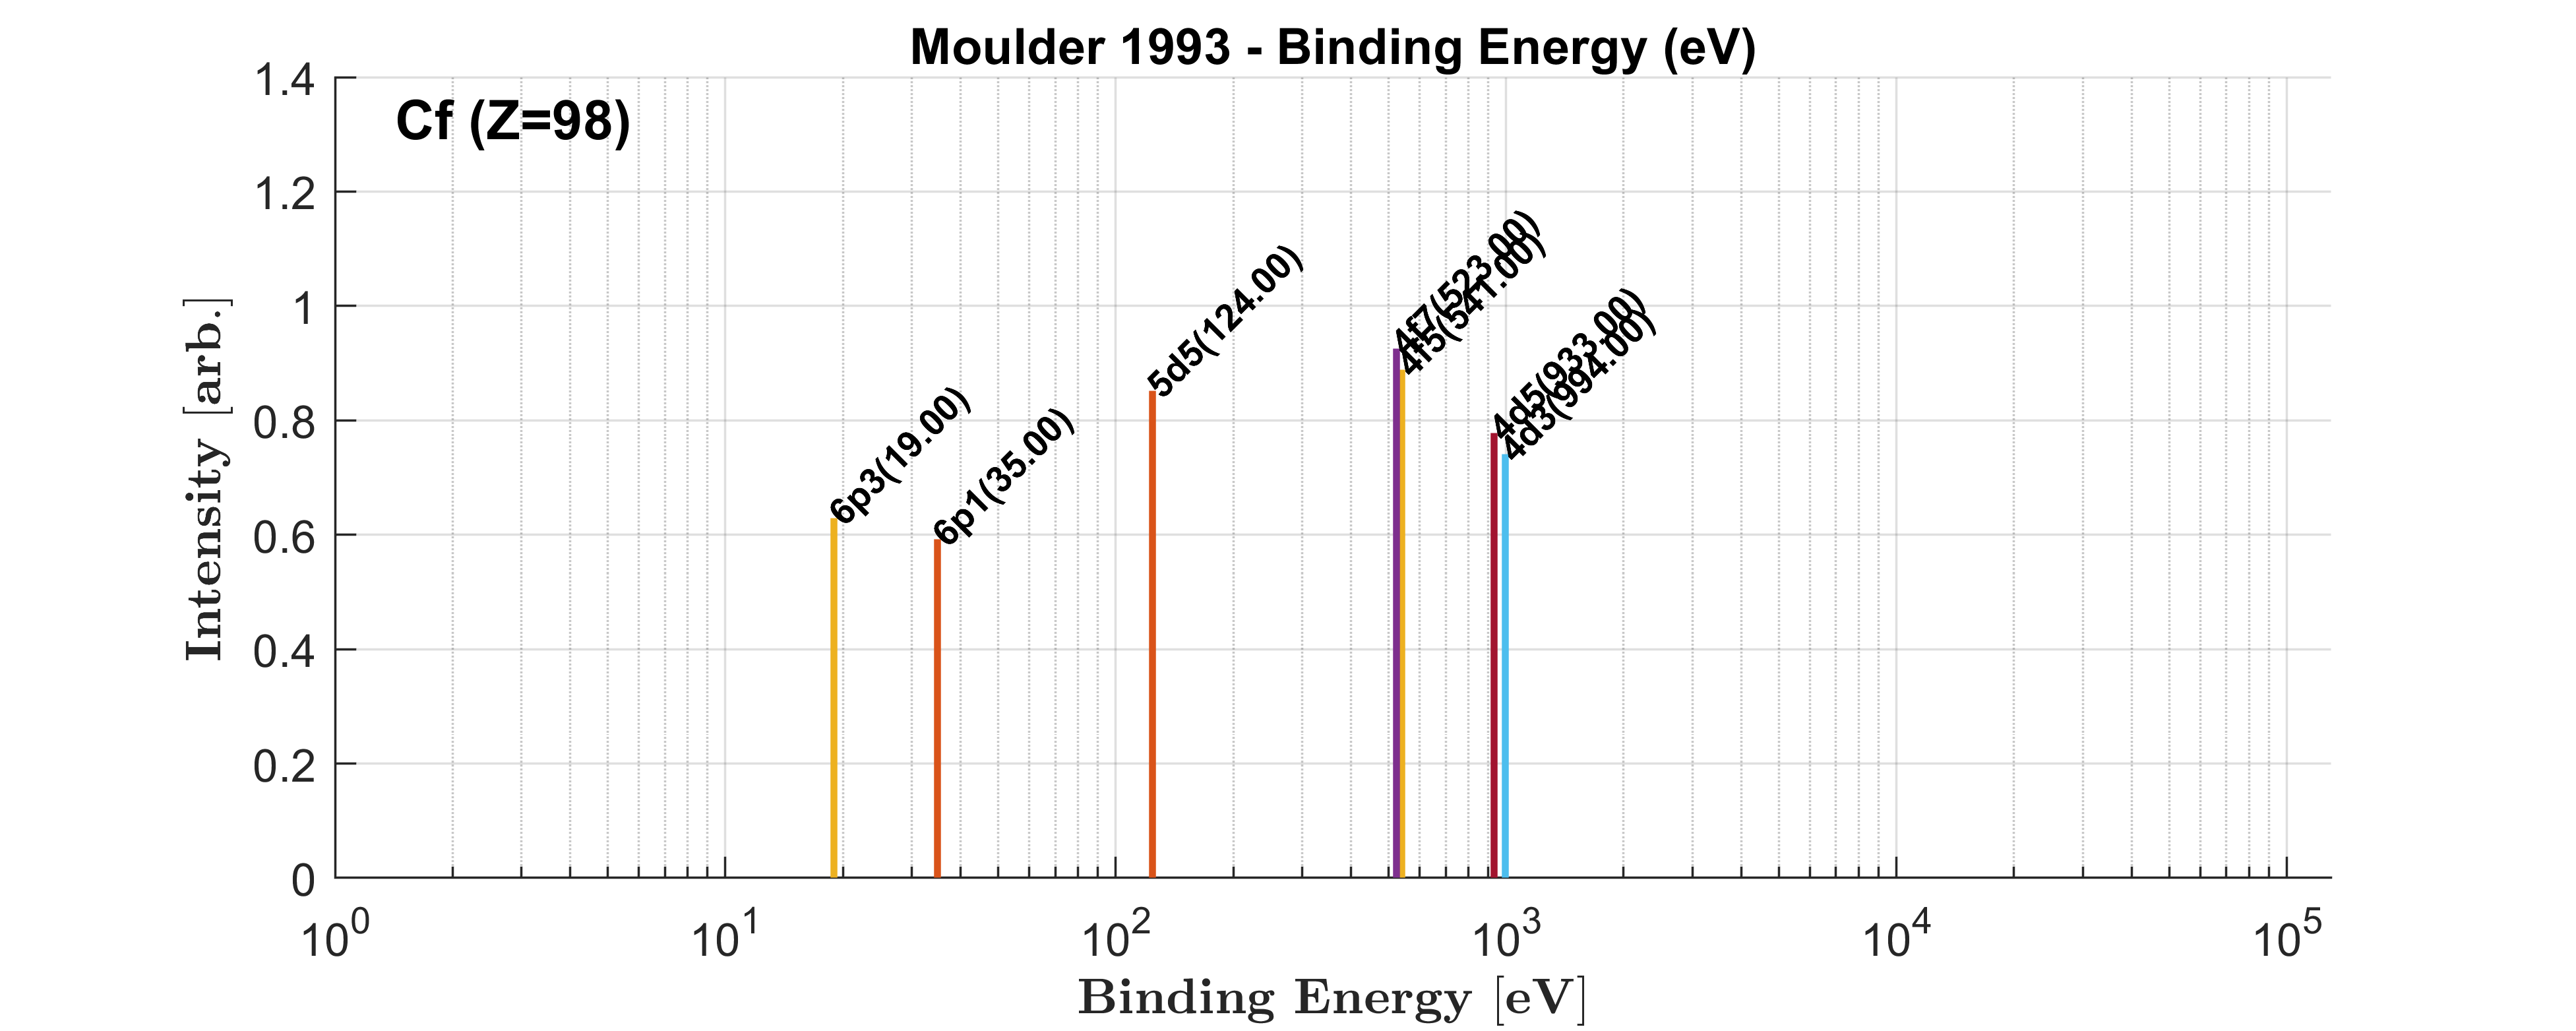 Moulder 1993 - Binding Energy (eV)
Cf (Z=98)
Intensity [arb.]
1.4
1.2
1
0.8
0.6
0.4
0.2
0
6p3(19.00)
6p1(35.00)
5d5(124.00)
4f7(523.00)
4f5(541.00)
4d5(933.00)
4d3(994.00)
10^0
10^1
10^2
10^3
10^4
10^5
Binding Energy [eV]